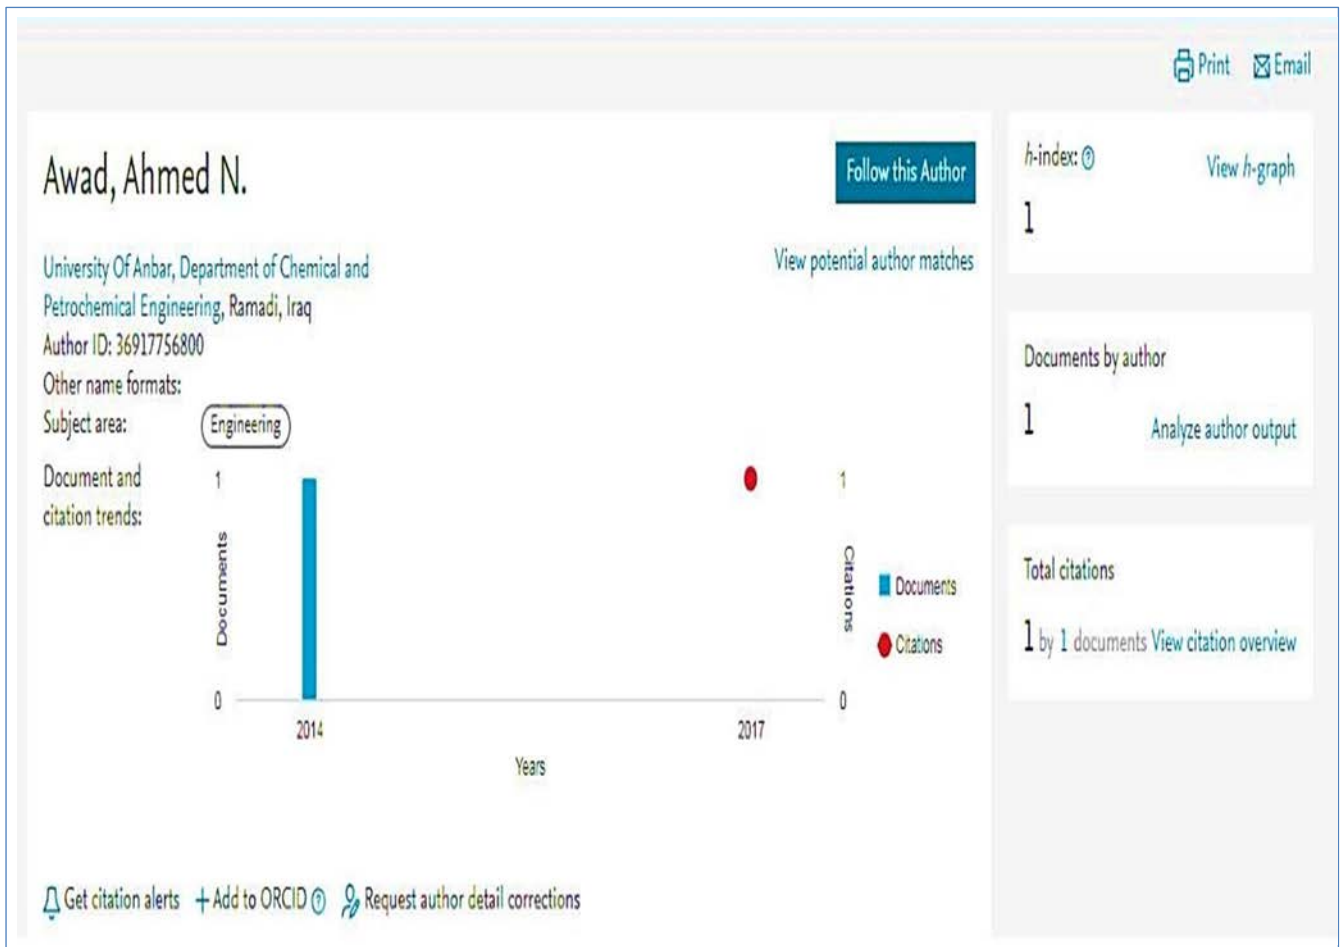 Print Email
Awad, Ahmed N.
Follow this Author
View potential author matches
University Of Anbar, Department of Chemical and
Petrochemical Engineering, Ramadi, Iraq
Author ID: 36917756800
Other name formats:
Subject area:
Engineering
Document and
citation trends:
1
Documents
0
1
Citations
0
2014
2017
Years
Documents
Citations
Get citation alerts + Add to ORCID ? Request author detail corrections
h-index: ?
View h-graph
1
Documents by author
1
Analyze author output
Total citations
1 by 1 documents View citation overview